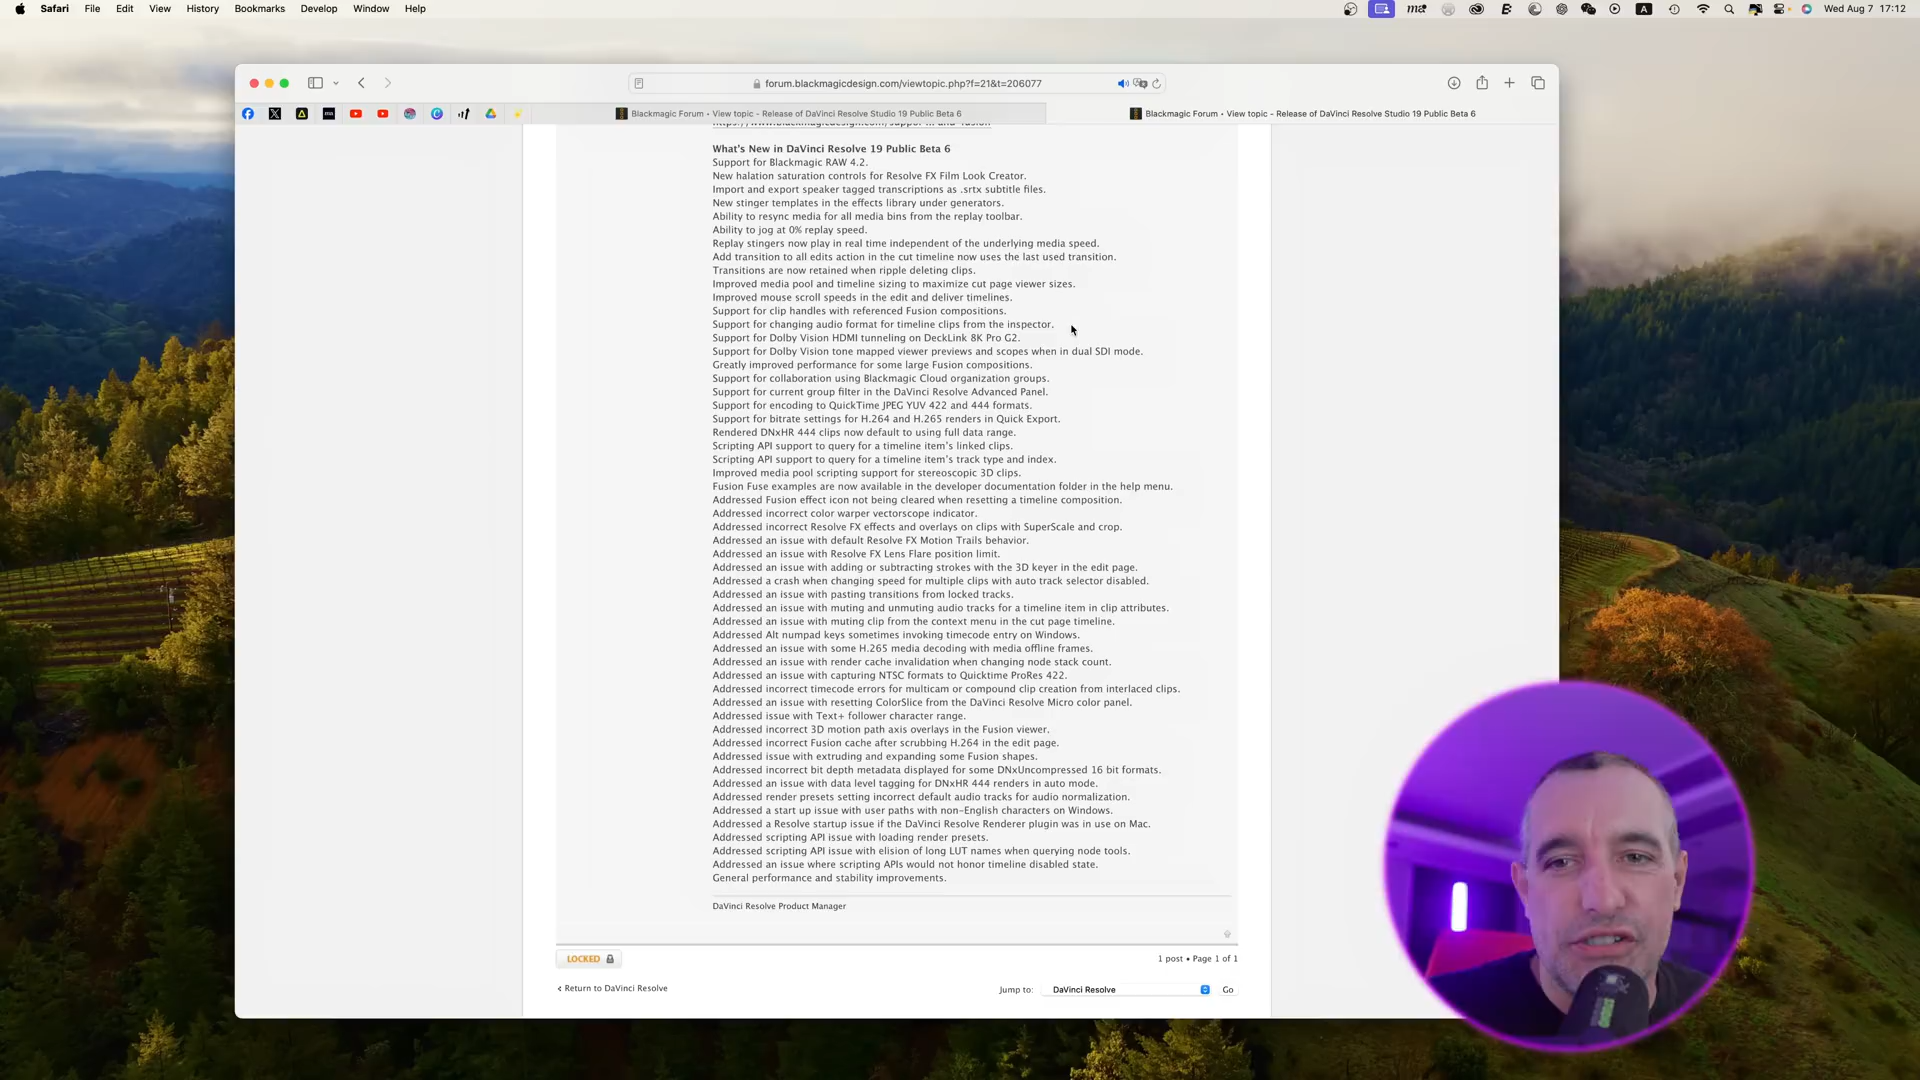 Safari File Edit View History Bookmarks Develop Window Help
A Wed Aug 7 17:12
forum.blackmagicdesign.com/viewtopic.php?f=21&t=206077
Blackmagic Forum • View topic - Release of DaVinci Resolve Studio 19 Public Beta 6
Blackmagic Forum • View topic - Release of DaVinci Resolve Studio 19 Public Beta 6
What's New in DaVinci Resolve 19 Public Beta 6
Support for Blackmagic RAW 4.2.
New halation saturation controls for Resolve FX Film Look Creator.
Import and export speaker tagged transcriptions as .srtx subtitle files.
New stinger templates in the effects library under generators.
Ability to resync media for all media bins from the replay toolbar.
Ability to jog at 0% replay speed.
Replay stingers now play in real time independent of the underlying media speed.
Add transition to all edits action in the cut timeline now uses the last used transition.
Transitions are now retained when ripple deleting clips.
Improved media pool and timeline sizing to maximize cut page viewer sizes.
Improved mouse scroll speeds in the edit and deliver timelines.
Support for clip handles with referenced Fusion compositions.
Support for changing audio format for timeline clips from the inspector.
Support for Dolby Vision HDMI tunneling on DeckLink 8K Pro G2.
Support for Dolby Vision tone mapped viewer previews and scopes when in dual SDI mode.
Greatly improved performance for some large Fusion compositions.
Support for collaboration using Blackmagic Cloud organization groups.
Support for current group filter in the DaVinci Resolve Advanced Panel.
Support for encoding to QuickTime JPEG YUV 422 and 444 formats.
Support for bitrate settings for H.264 and H.265 renders in Quick Export.
Rendered DNxHR 444 clips now default to using full data range.
Scripting API support to query for a timeline item's linked clips.
Scripting API support to query for a timeline item's track type and index.
Improved media pool scripting support for stereoscopic 3D clips.
Fusion Fuse examples are now available in the developer documentation folder in the help menu.
Addressed Fusion effect icon not being cleared when resetting a timeline composition.
Addressed incorrect color warper vectorscope indicator.
Addressed incorrect Resolve FX effects and overlays on clips with SuperScale and crop.
Addressed an issue with default Resolve FX Motion Trails behavior.
Addressed an issue with Resolve FX Lens Flare position limit.
Addressed an issue with adding or subtracting strokes with the 3D keyer in the edit page.
Addressed a crash when changing speed for multiple clips with auto track selector disabled.
Addressed an issue with pasting transitions from locked tracks.
Addressed an issue with muting and unmuting audio tracks for a timeline item in clip attributes.
Addressed an issue with muting clip from the context menu in the cut page timeline.
Addressed Alt numpad keys sometimes invoking timecode entry on Windows.
Addressed an issue with some H.265 media decoding with media offline frames.
Addressed an issue with render cache invalidation when changing node stack count.
Addressed an issue with capturing NTSC formats to Quicktime ProRes 422.
Addressed incorrect timecode errors for multicam or compound clip creation from interlaced clips.
Addressed an issue with resetting ColorSlice from the DaVinci Resolve Micro color panel.
Addressed issue with Text+ follower character range.
Addressed incorrect 3D motion path axis overlays in the Fusion viewer.
Addressed incorrect Fusion cache after scrubbing H.264 in the edit page.
Addressed issue with extruding and expanding some Fusion shapes.
Addressed incorrect bit depth metadata displayed for some DNxUncompressed 16 bit formats.
Addressed an issue with data level tagging for DNxHR 444 renders in auto mode.
Addressed render presets setting incorrect default audio tracks for audio normalization.
Addressed a start up issue with user paths with non-English characters on Windows.
Addressed a Resolve startup issue if the DaVinci Resolve Renderer plugin was in use on Mac.
Addressed scripting API issue with loading render presets.
Addressed scripting API issue with elision of long LUT names when querying node tools.
Addressed an issue where scripting APIs would not honor timeline disabled state.
General performance and stability improvements.
DaVinci Resolve Product Manager
LOCKED
1 post • Page 1 of 1
‹ Return to DaVinci Resolve
Jump to: DaVinci Resolve Go